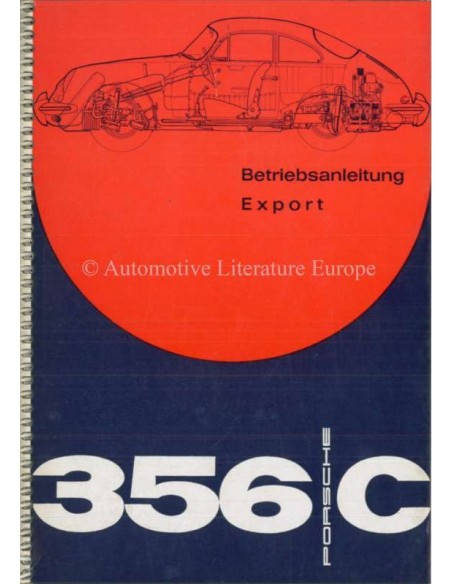 Betriebsanleitung
Export
© Automotive Literature Europe
356 C
PORSCHE